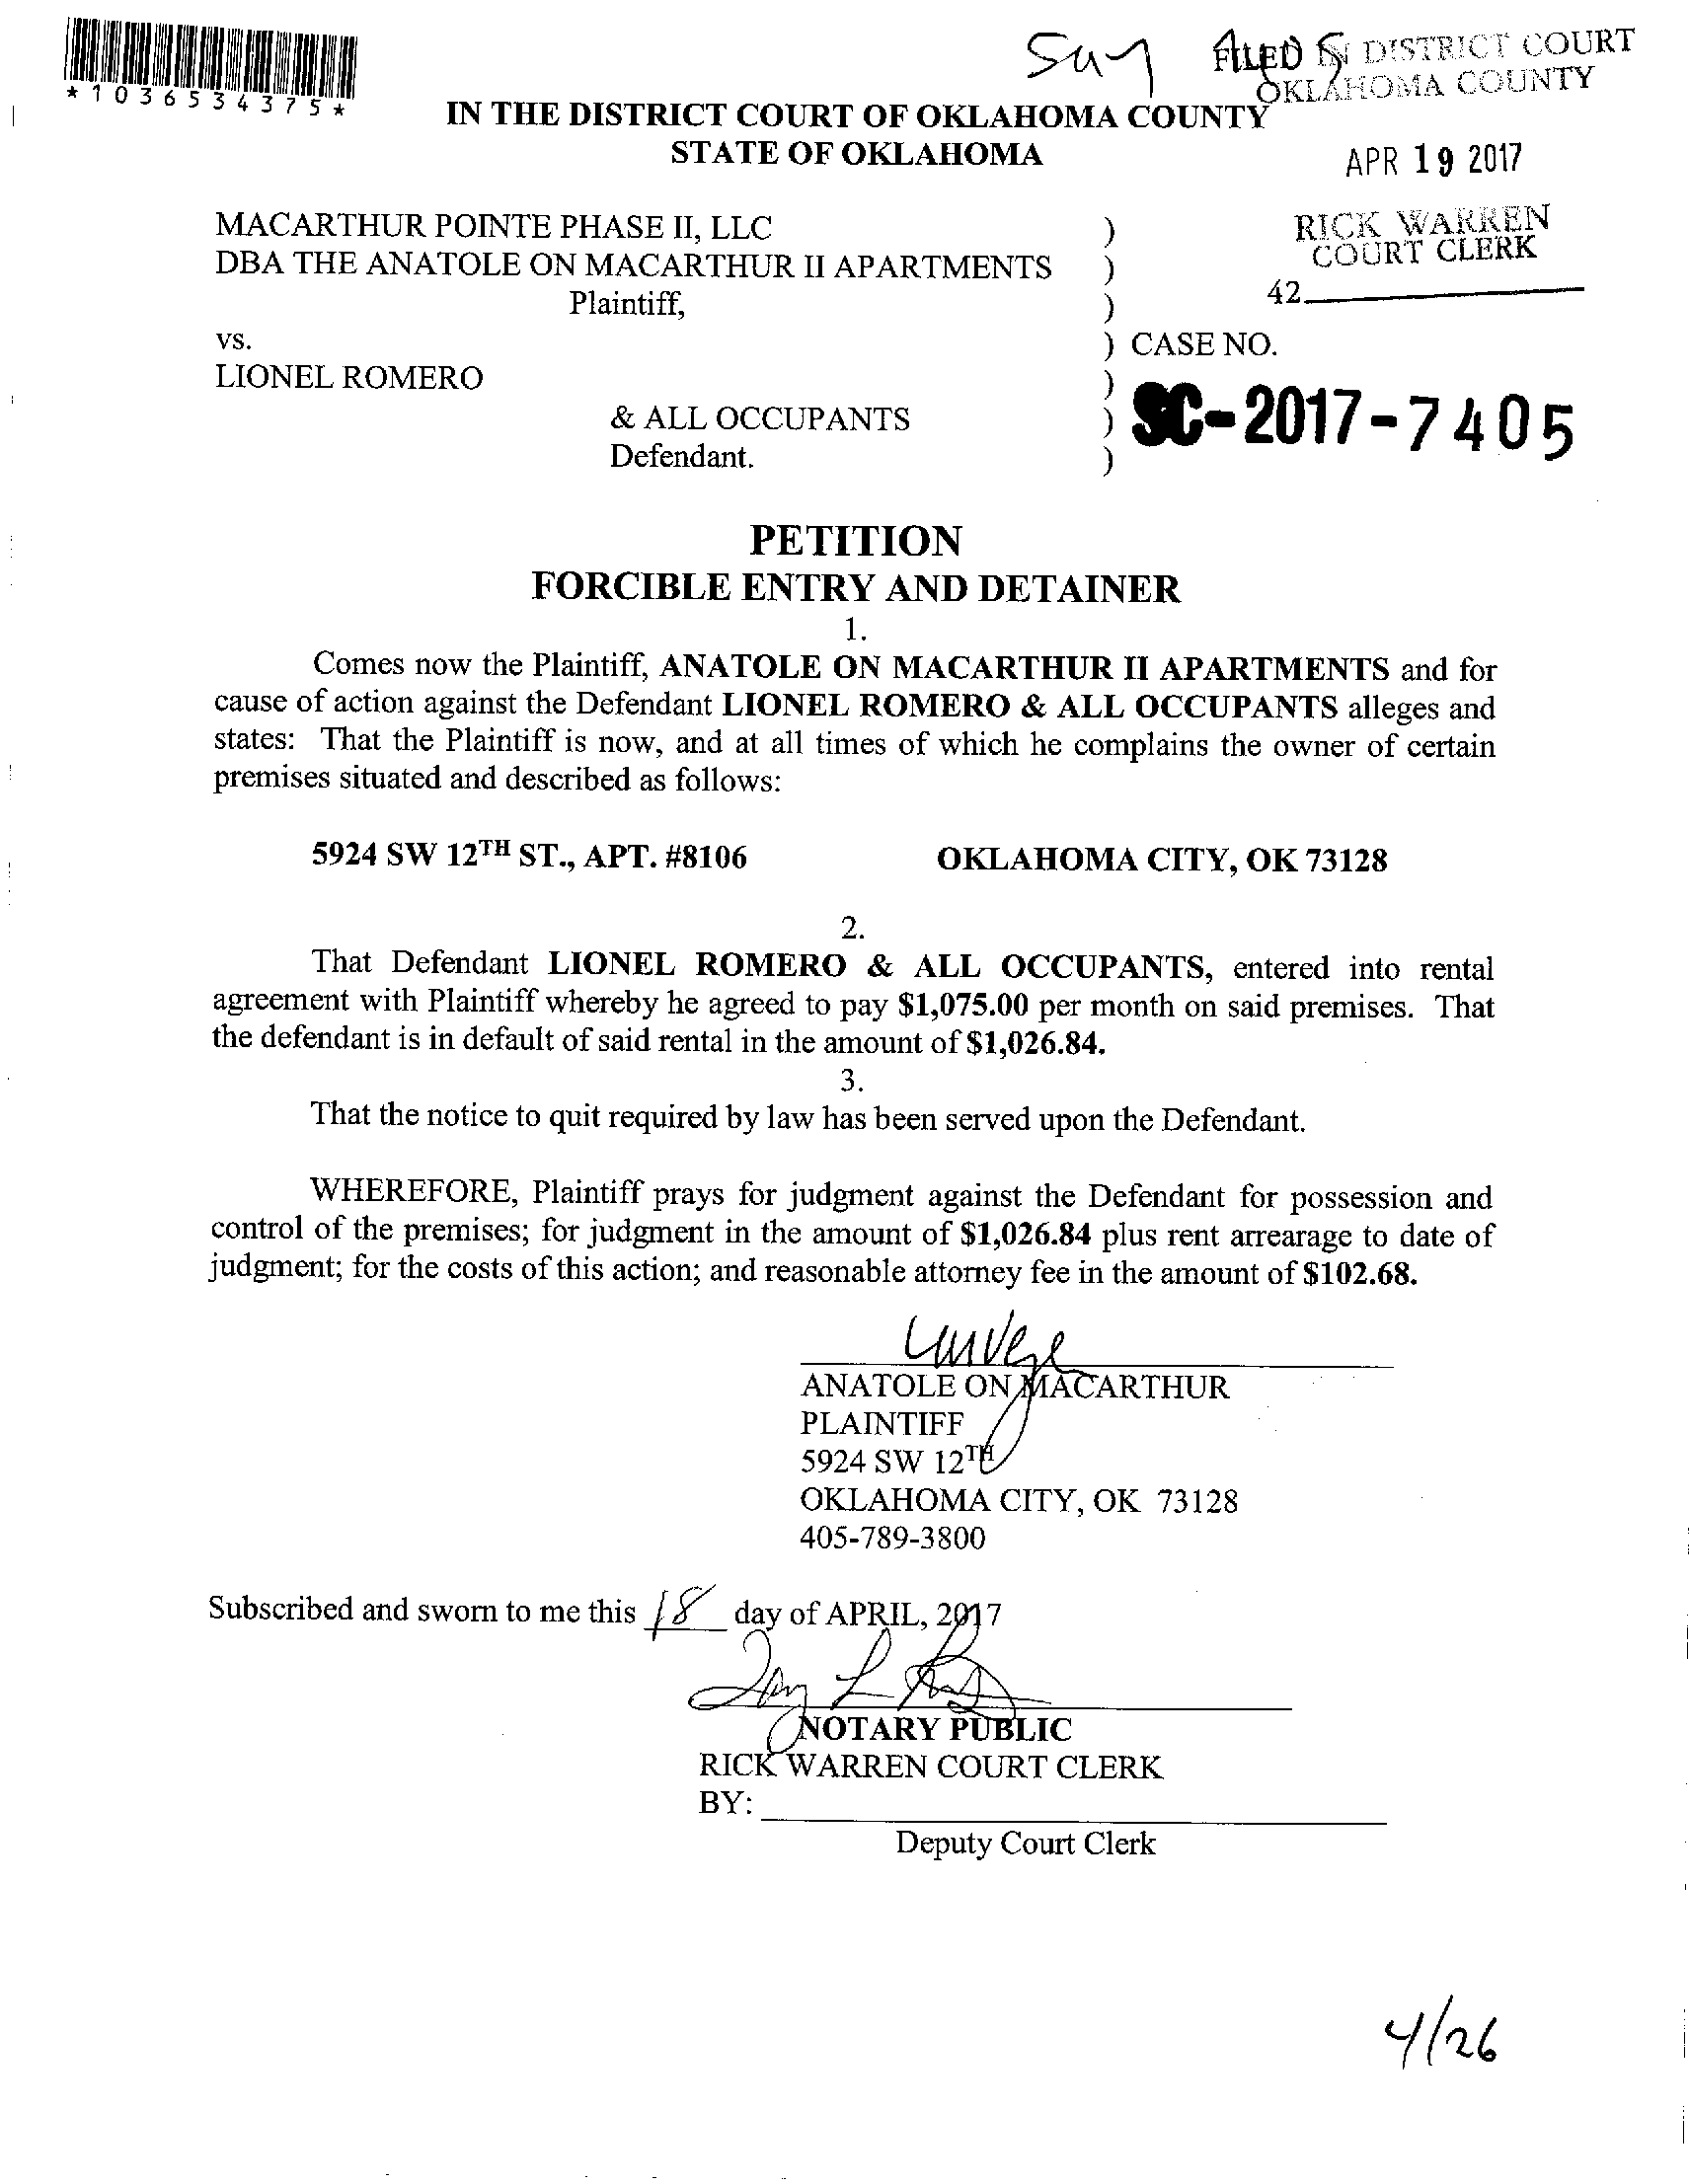 FILED IN DISTRICT COURT
OKLAHOMA COUNTY
*1036534375*
IN THE DISTRICT COURT OF OKLAHOMA COUNTY
STATE OF OKLAHOMA
APR 19 2017
MACARTHUR POINTE PHASE II, LLC )
RICK WARREN
DBA THE ANATOLE ON MACARTHUR II APARTMENTS )
COURT CLERK
Plaintiff, )
42
vs. ) CASE NO.
LIONEL ROMERO )
& ALL OCCUPANTS ) SC-2017-7405
Defendant. )
PETITION
FORCIBLE ENTRY AND DETAINER
1.
Comes now the Plaintiff, ANATOLE ON MACARTHUR II APARTMENTS and for
cause of action against the Defendant LIONEL ROMERO & ALL OCCUPANTS alleges and
states: That the Plaintiff is now, and at all times of which he complains the owner of certain
premises situated and described as follows:
5924 SW 12TH ST., APT. #8106 OKLAHOMA CITY, OK 73128
2.
That Defendant LIONEL ROMERO & ALL OCCUPANTS, entered into rental
agreement with Plaintiff whereby he agreed to pay $1,075.00 per month on said premises. That
the defendant is in default of said rental in the amount of $1,026.84.
3.
That the notice to quit required by law has been served upon the Defendant.
WHEREFORE, Plaintiff prays for judgment against the Defendant for possession and
control of the premises; for judgment in the amount of $1,026.84 plus rent arrearage to date of
judgment; for the costs of this action; and reasonable attorney fee in the amount of $102.68.
ANATOLE ON MACARTHUR
PLAINTIFF
5924 SW 12TH
OKLAHOMA CITY, OK 73128
405-789-3800
Subscribed and sworn to me this 18 day of APRIL, 2017
NOTARY PUBLIC
RICK WARREN COURT CLERK
BY:
Deputy Court Clerk
4/26